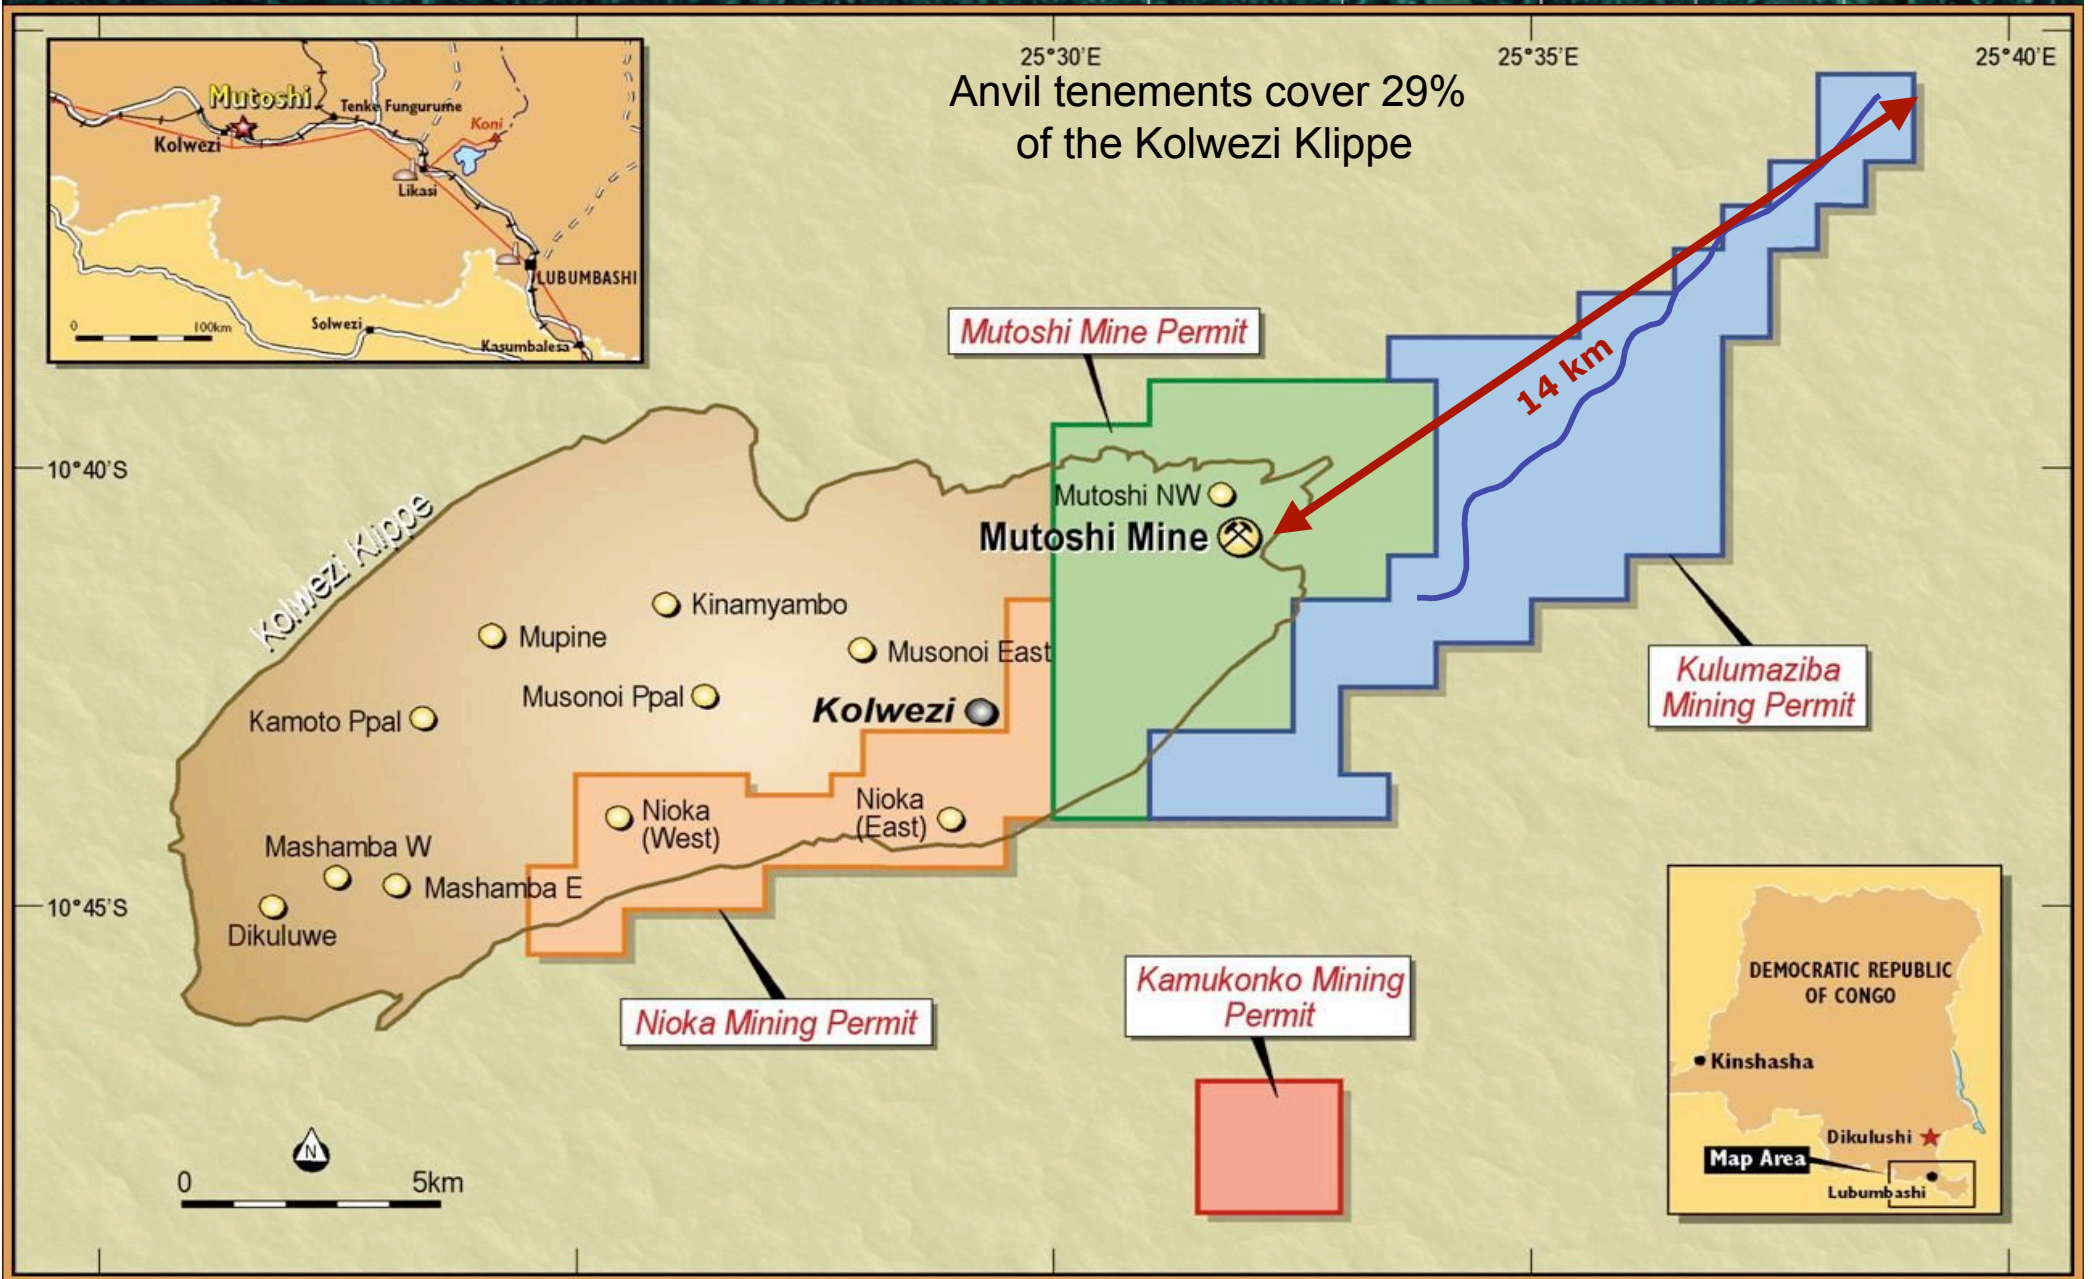 25°30'E
25°35'E
25°40'E
Anvil tenements cover 29%
of the Kolwezi Klippe
Mutoshi
Tenke Fungurume
Koni
Kolwezi
Likasi
LUBUMBASHI
Solwezi
Kasumbalesa
0 100km
Mutoshi Mine Permit
14 km
10°40'S
Kolwezi Klippe
Mutoshi NW
Mutoshi Mine
Kinamyambo
Mupine
Musonoi East
Musonoi Ppal
Kolwezi
Kamoto Ppal
Kulumaziba
Mining Permit
Nioka
(West)
Nioka
(East)
Mashamba W
Mashamba E
10°45'S
Dikuluwe
Nioka Mining Permit
Kamukonko Mining
Permit
DEMOCRATIC REPUBLIC
OF CONGO
Kinshasha
Dikulushi
Map Area
Lubumbashi
N
0 5km